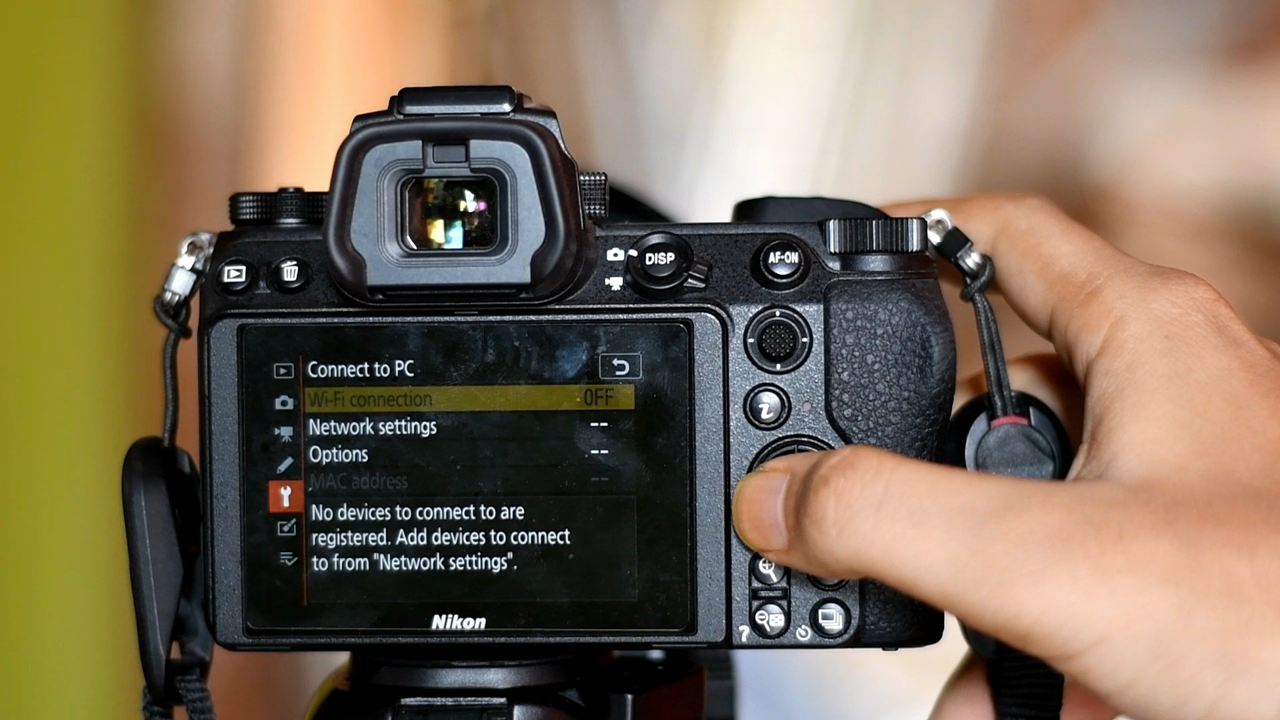 DISP
AF-ON
i
Connect to PC
Wi-Fi connection OFF
Network settings --
Options --
MAC address --
No devices to connect to are
registered. Add devices to connect
to from "Network settings".
Nikon
?